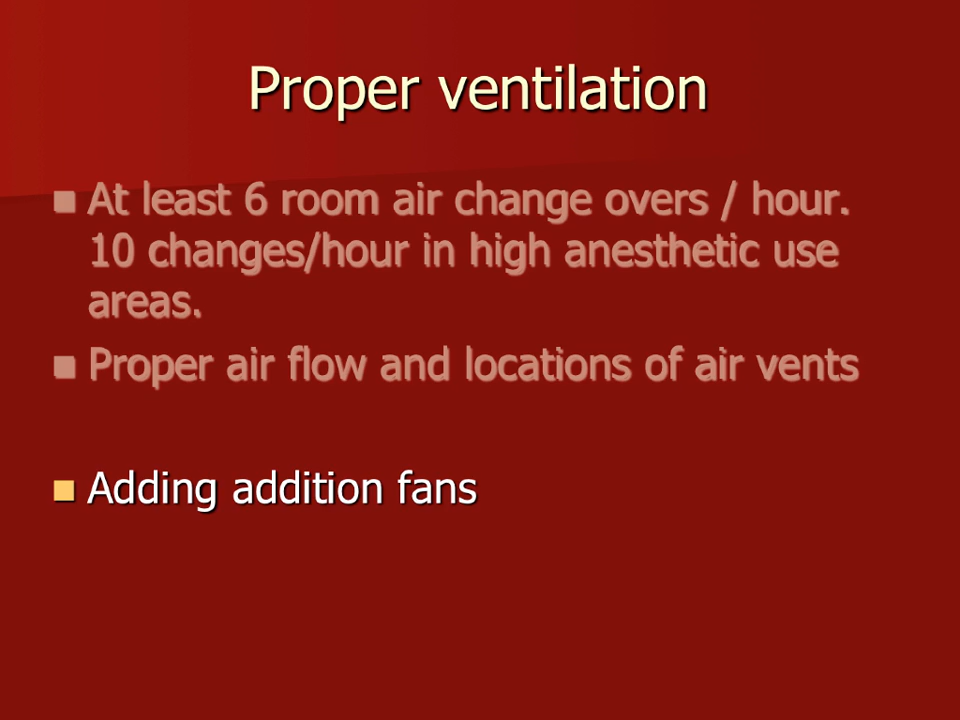 Proper ventilation
At least 6 room air change overs / hour.
10 changes/hour in high anesthetic use
areas.
Proper air flow and locations of air vents
Adding addition fans